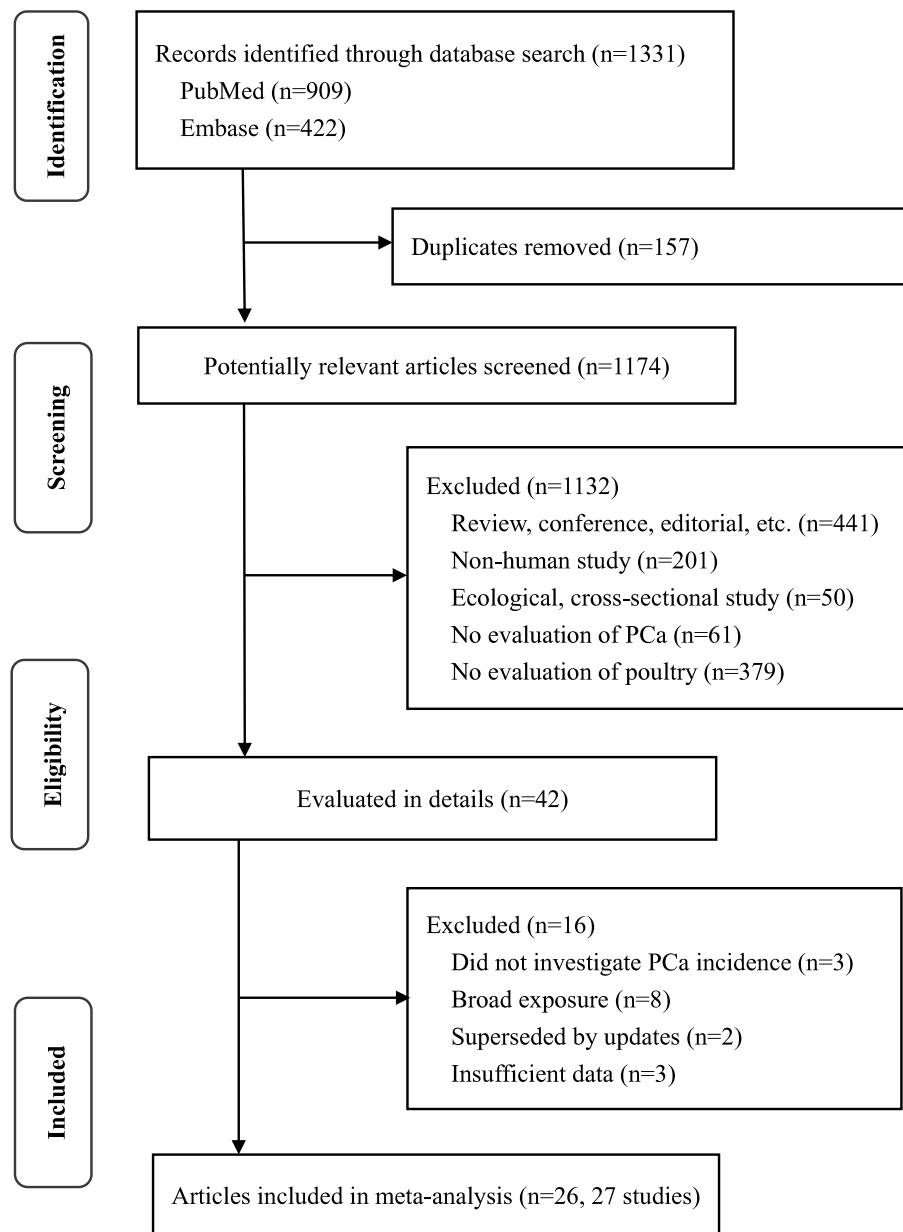 Identification
Records identified through database search (n=1331)
PubMed (n=909)
Embase (n=422)
Duplicates removed (n=157)
Screening
Potentially relevant articles screened (n=1174)
Excluded (n=1132)
Review, conference, editorial, etc. (n=441)
Non-human study (n=201)
Ecological, cross-sectional study (n=50)
No evaluation of PCa (n=61)
No evaluation of poultry (n=379)
Eligibility
Evaluated in details (n=42)
Excluded (n=16)
Did not investigate PCa incidence (n=3)
Broad exposure (n=8)
Superseded by updates (n=2)
Insufficient data (n=3)
Included
Articles included in meta-analysis (n=26, 27 studies)